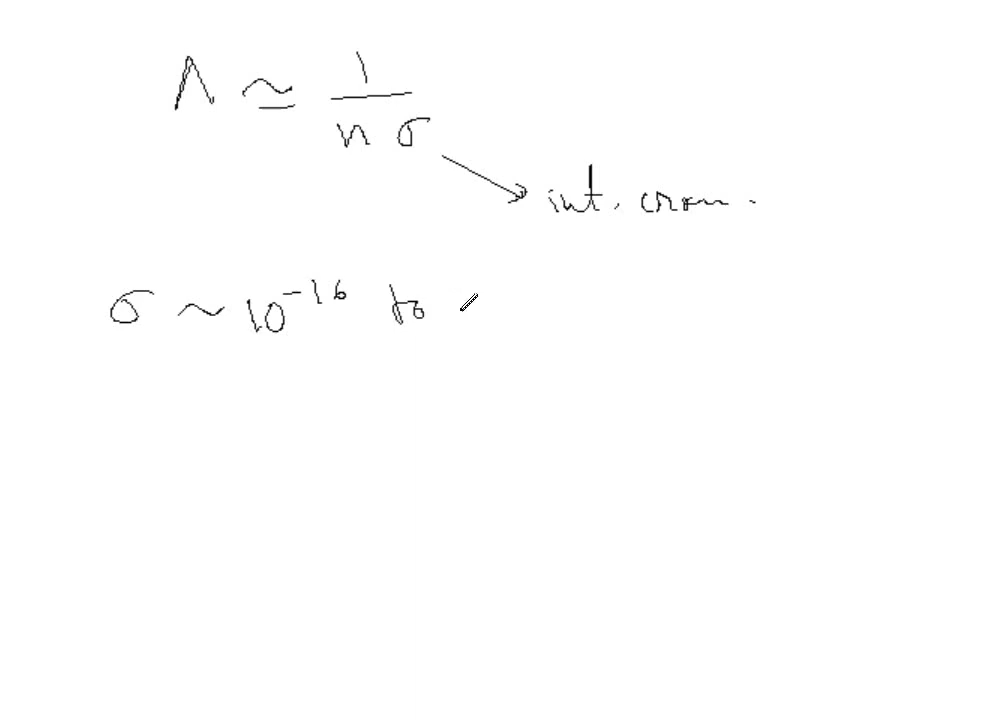 Λ ≃ 1/(n σ)
int. cross.
σ ~ 10^-16 to